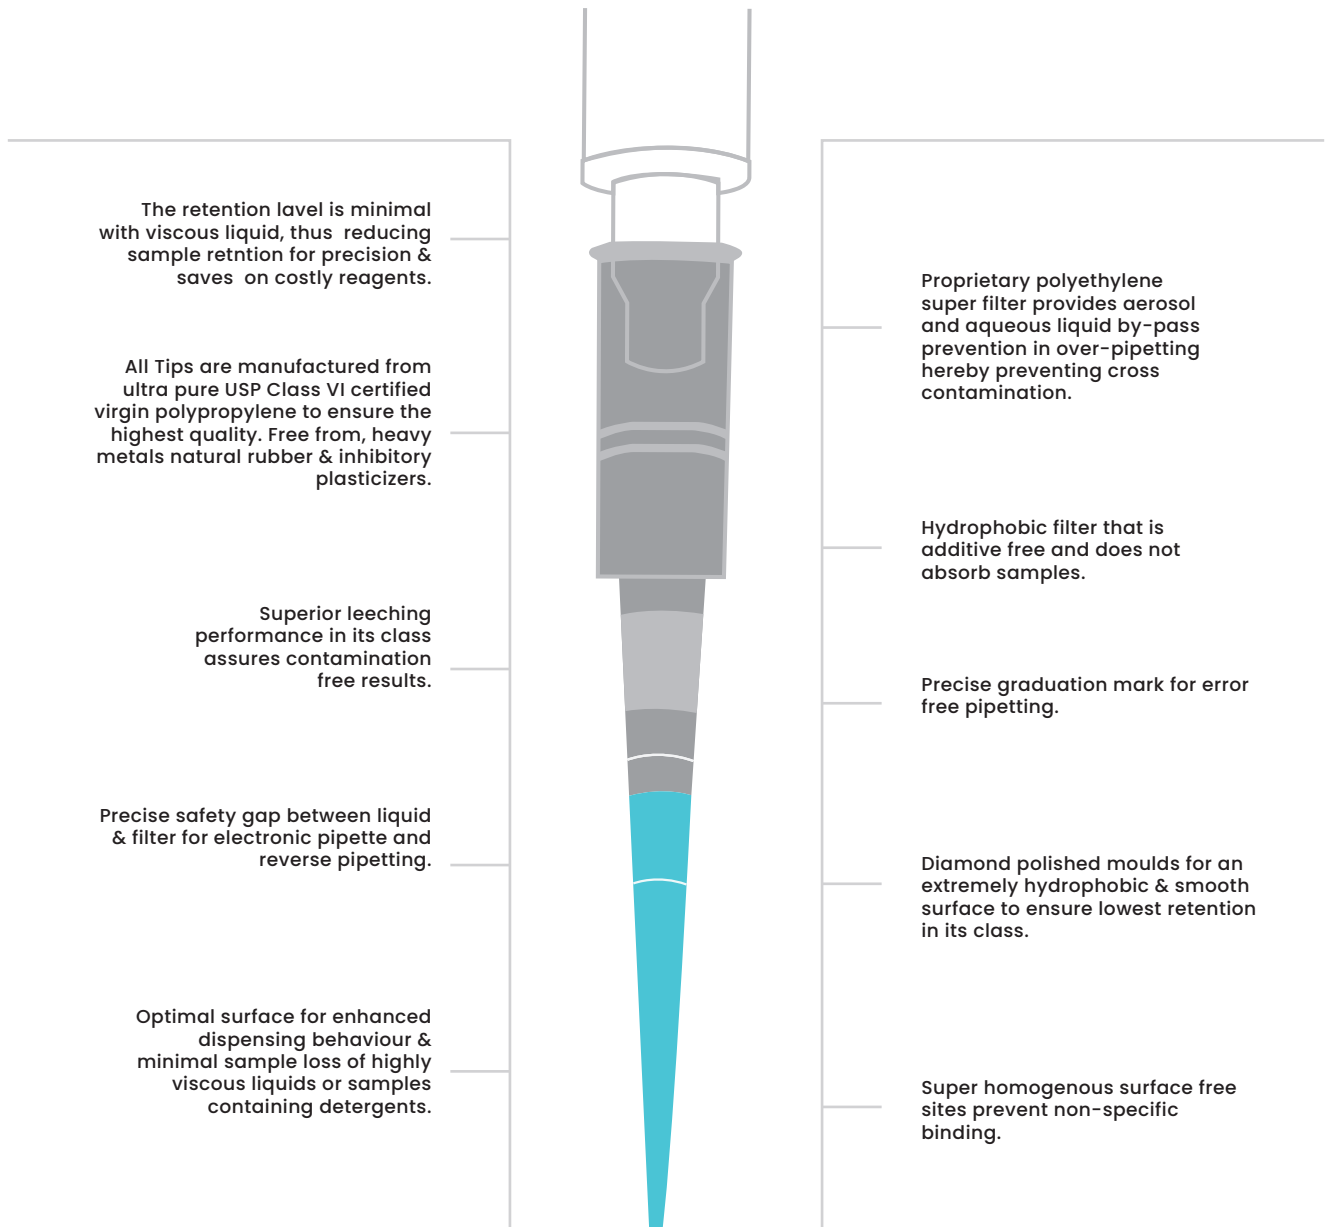 The retention lavel is minimal
with viscous liquid, thus reducing
sample retntion for precision &
saves on costly reagents.
All Tips are manufactured from
ultra pure USP Class VI certified
virgin polypropylene to ensure the
highest quality. Free from, heavy
metals natural rubber & inhibitory
plasticizers.
Superior leeching
performance in its class
assures contamination
free results.
Precise safety gap between liquid
& filter for electronic pipette and
reverse pipetting.
Optimal surface for enhanced
dispensing behaviour &
minimal sample loss of highly
viscous liquids or samples
containing detergents.
Proprietary polyethylene
super filter provides aerosol
and aqueous liquid by-pass
prevention in over-pipetting
hereby preventing cross
contamination.
Hydrophobic filter that is
additive free and does not
absorb samples.
Precise graduation mark for error
free pipetting.
Diamond polished moulds for an
extremely hydrophobic & smooth
surface to ensure lowest retention
in its class.
Super homogenous surface free
sites prevent non-specific
binding.